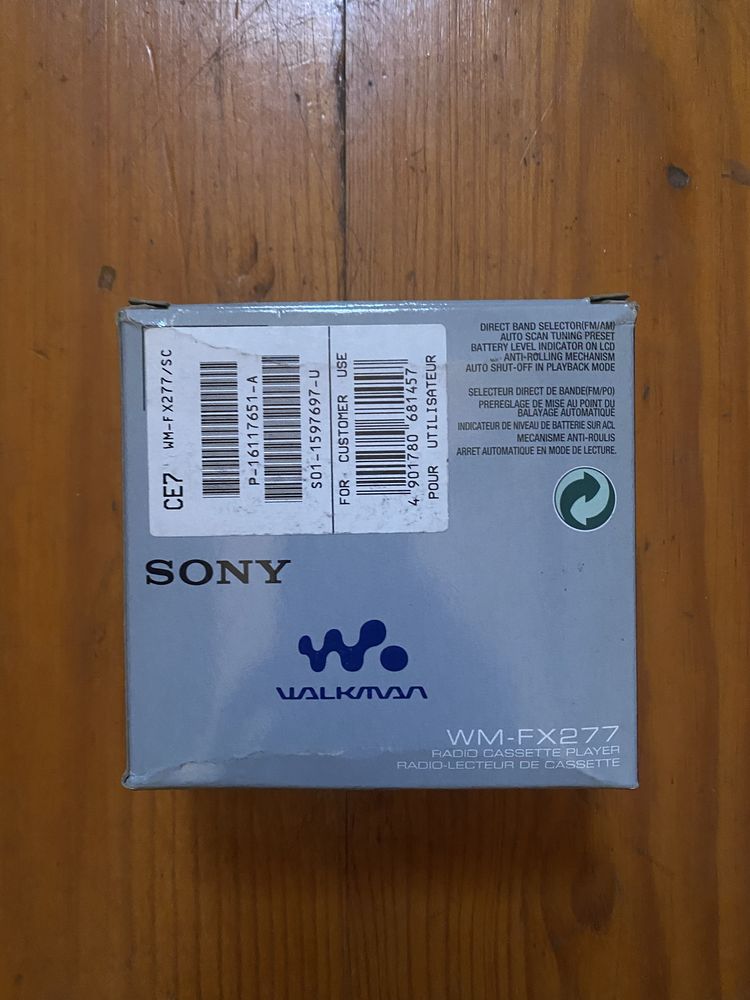 CE7 WM-FX277/SC
P-16117651-A
S01-1597697-U
FOR CUSTOMER USE
4 901780 681457
POUR UTILISATEUR
DIRECT BAND SELECTOR(FM/AM)
AUTO SCAN TUNING PRESET
BATTERY LEVEL INDICATOR ON LCD
ANTI-ROLLING MECHANISM
AUTO SHUT-OFF IN PLAYBACK MODE
SELECTEUR DIRECT DE BANDE(FM/PO)
PREREGLAGE DE MISE AU POINT DU
BALAYAGE AUTOMATIQUE
INDICATEUR DE NIVEAU DE BATTERIE SUR ACL
MECANISME ANTI-ROULIS
ARRET AUTOMATIQUE EN MODE DE LECTURE.
SONY
WALKMAN
WM-FX277
RADIO CASSETTE PLAYER
RADIO-LECTEUR DE CASSETTE